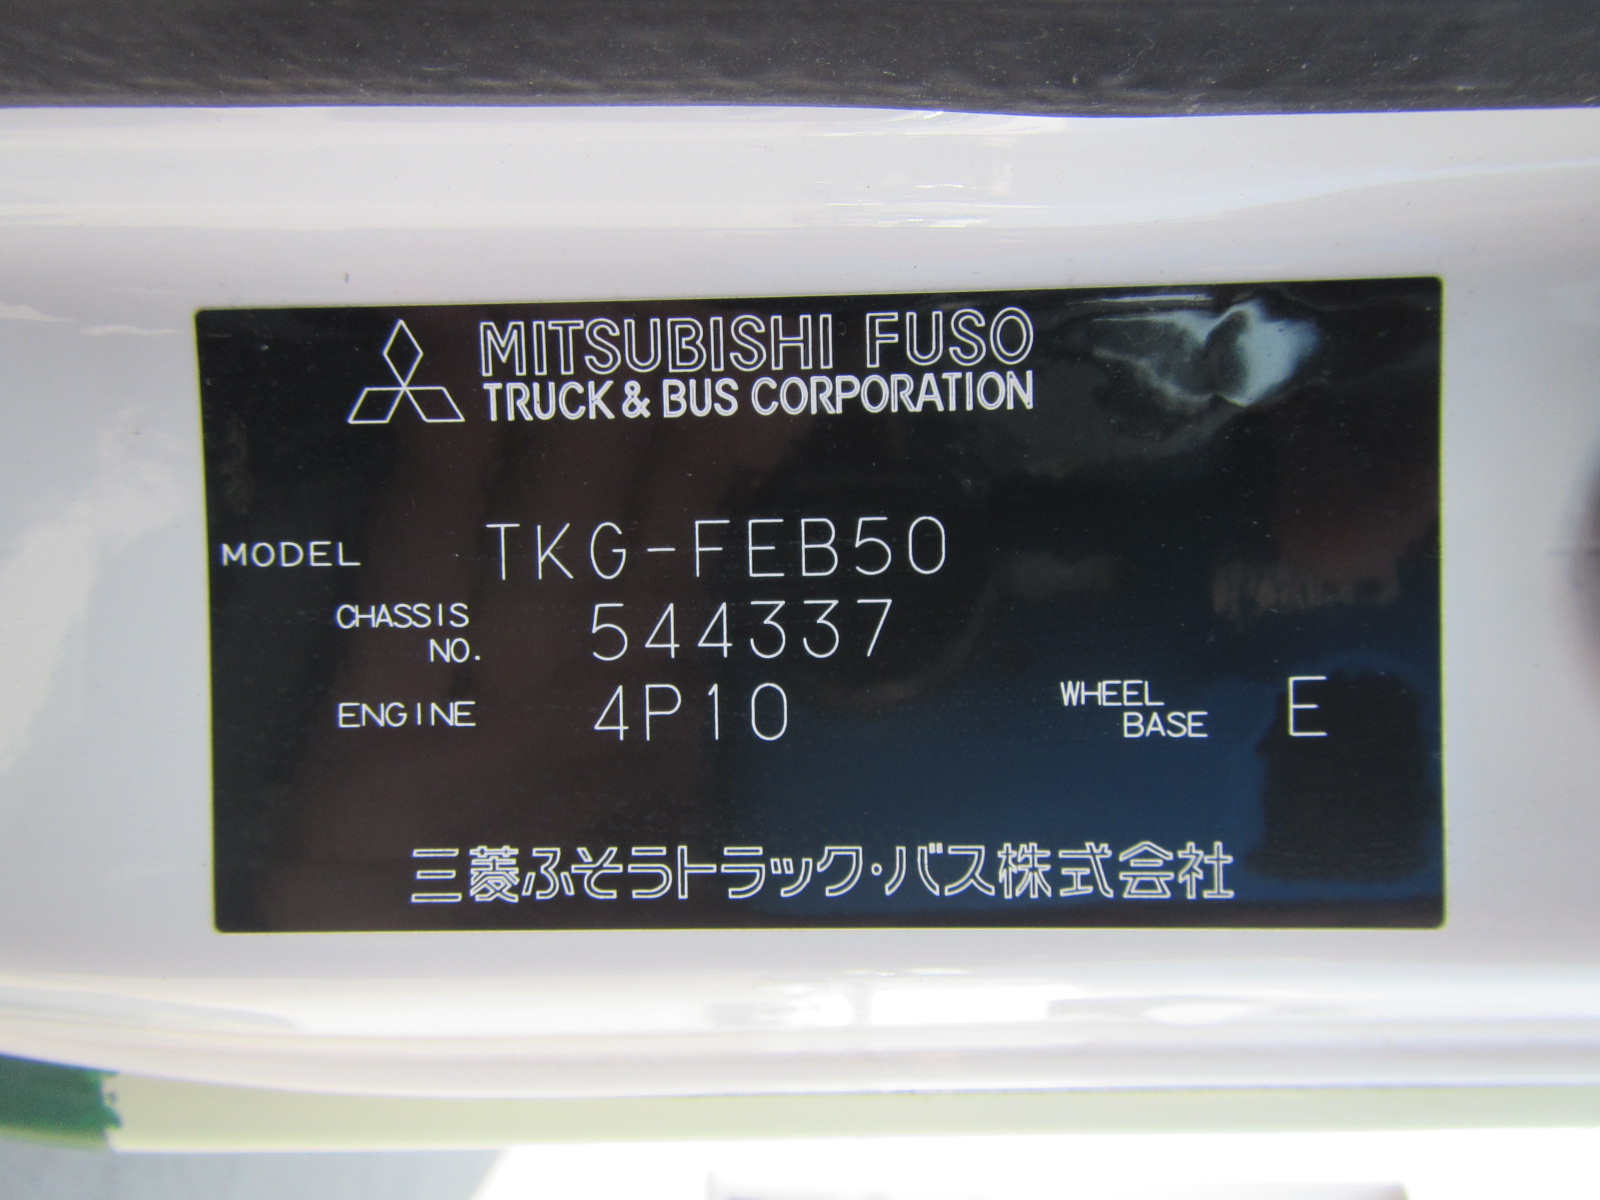 MITSUBISHI FUSO
TRUCK & BUS CORPORATION
MODEL TKG-FEB50
CHASSIS NO. 544337
ENGINE 4P10 WHEEL BASE E
三菱ふそうトラック・バス株式会社